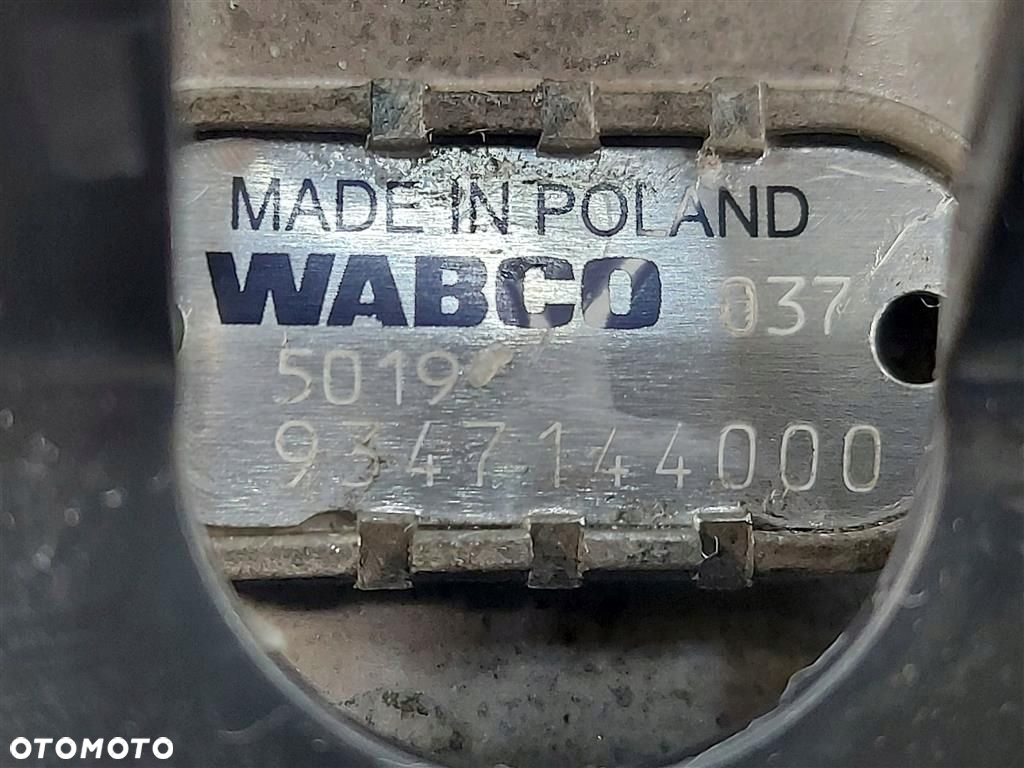 MADE IN POLAND
WABCO 037
5019
9347144000
OTOMOTO